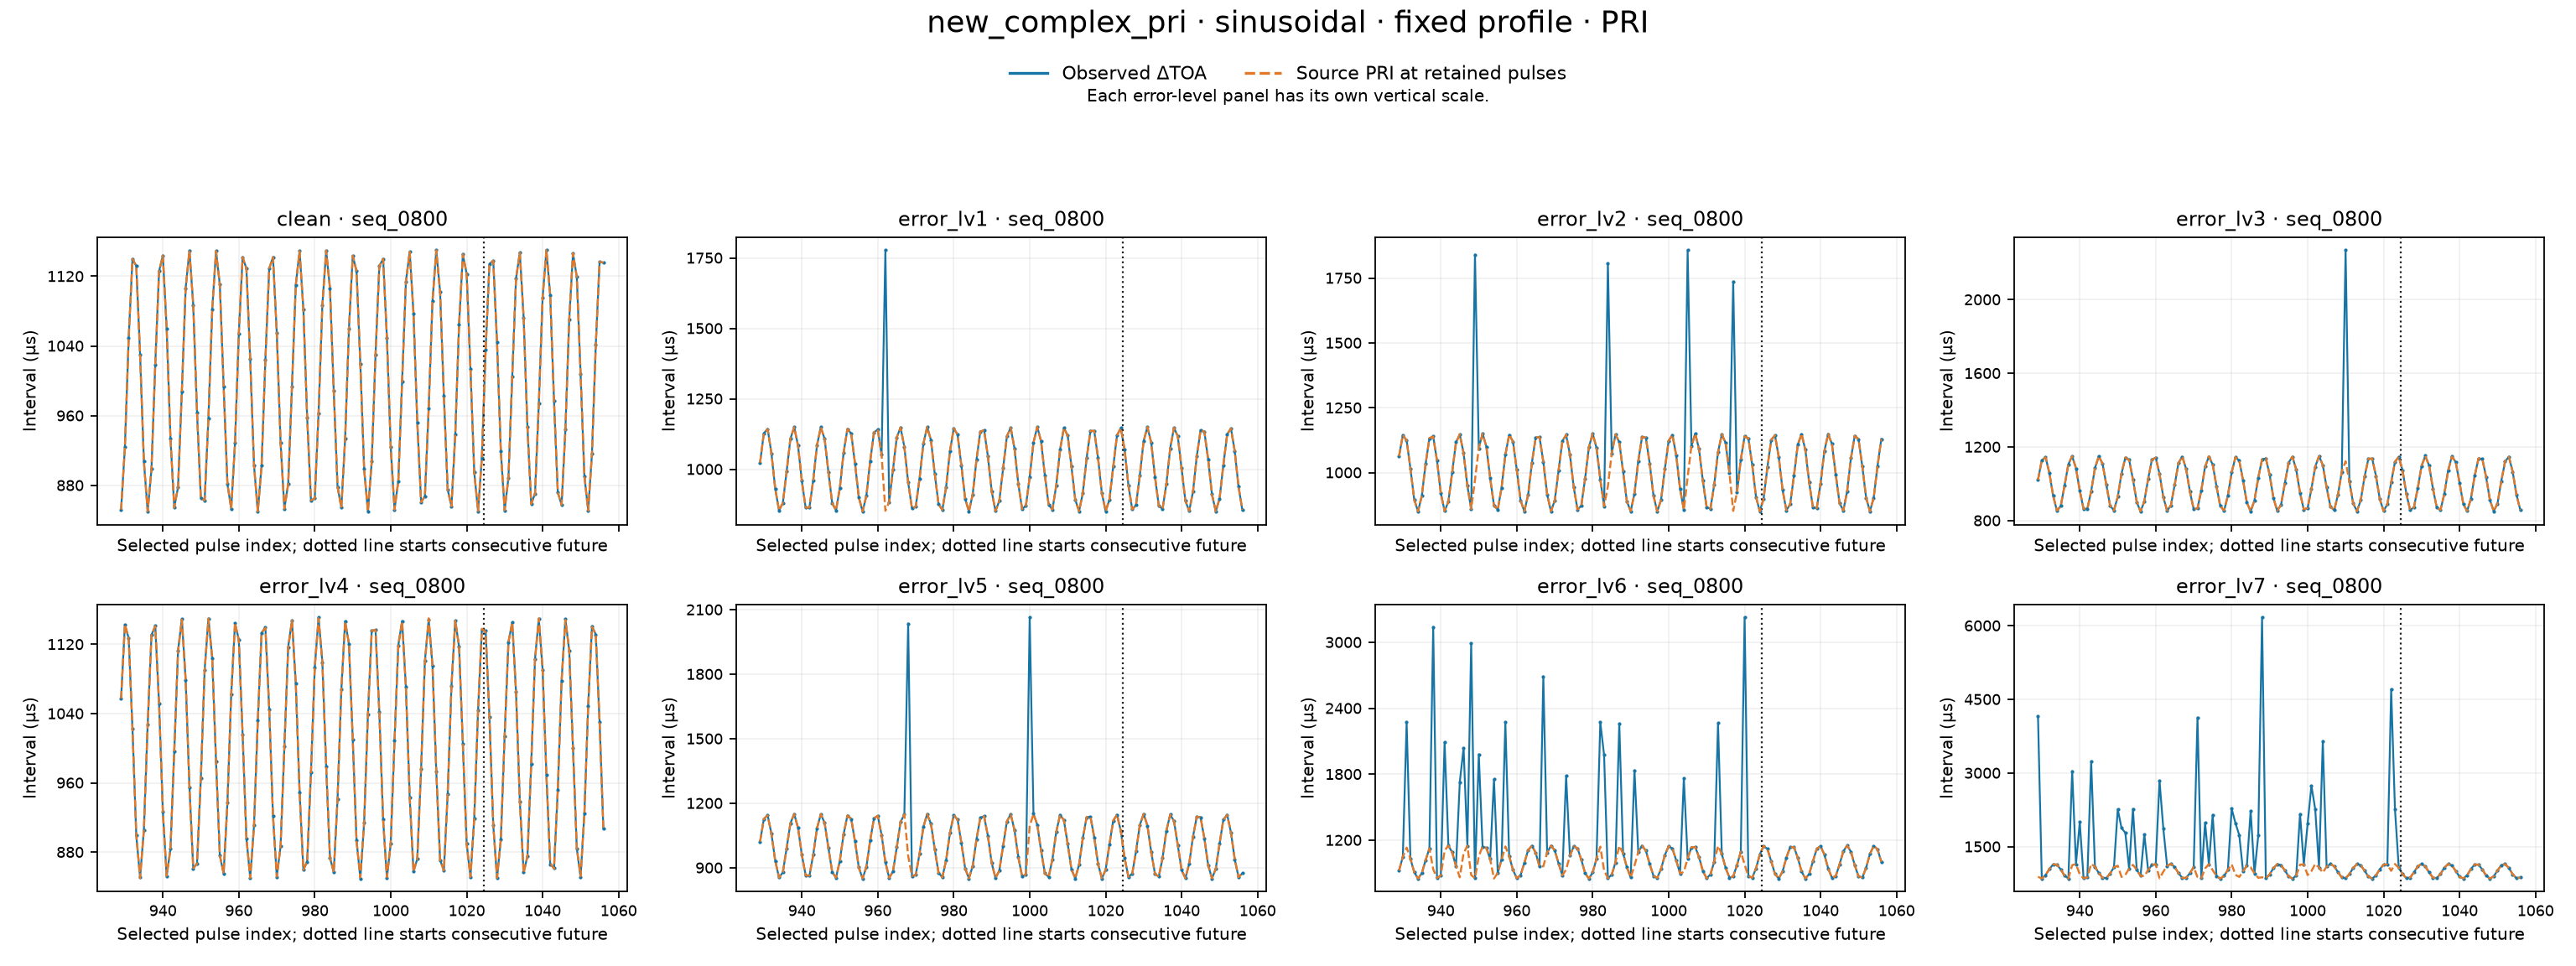 new_complex_pri · sinusoidal · fixed profile · PRI
Observed ΔTOA
Source PRI at retained pulses
Each error-level panel has its own vertical scale.
clean · seq_0800
1120
1040
960
880
Interval (µs)
Selected pulse index; dotted line starts consecutive future
error_lv1 · seq_0800
1750
1500
1250
1000
Interval (µs)
Selected pulse index; dotted line starts consecutive future
error_lv2 · seq_0800
1750
1500
1250
1000
Interval (µs)
Selected pulse index; dotted line starts consecutive future
error_lv3 · seq_0800
2000
1600
1200
800
Interval (µs)
Selected pulse index; dotted line starts consecutive future
error_lv4 · seq_0800
1120
1040
960
880
Interval (µs)
940 960 980 1000 1020 1040 1060
Selected pulse index; dotted line starts consecutive future
error_lv5 · seq_0800
2100
1800
1500
1200
900
Interval (µs)
940 960 980 1000 1020 1040 1060
Selected pulse index; dotted line starts consecutive future
error_lv6 · seq_0800
3000
2400
1800
1200
Interval (µs)
940 960 980 1000 1020 1040 1060
Selected pulse index; dotted line starts consecutive future
error_lv7 · seq_0800
6000
4500
3000
1500
Interval (µs)
940 960 980 1000 1020 1040 1060
Selected pulse index; dotted line starts consecutive future